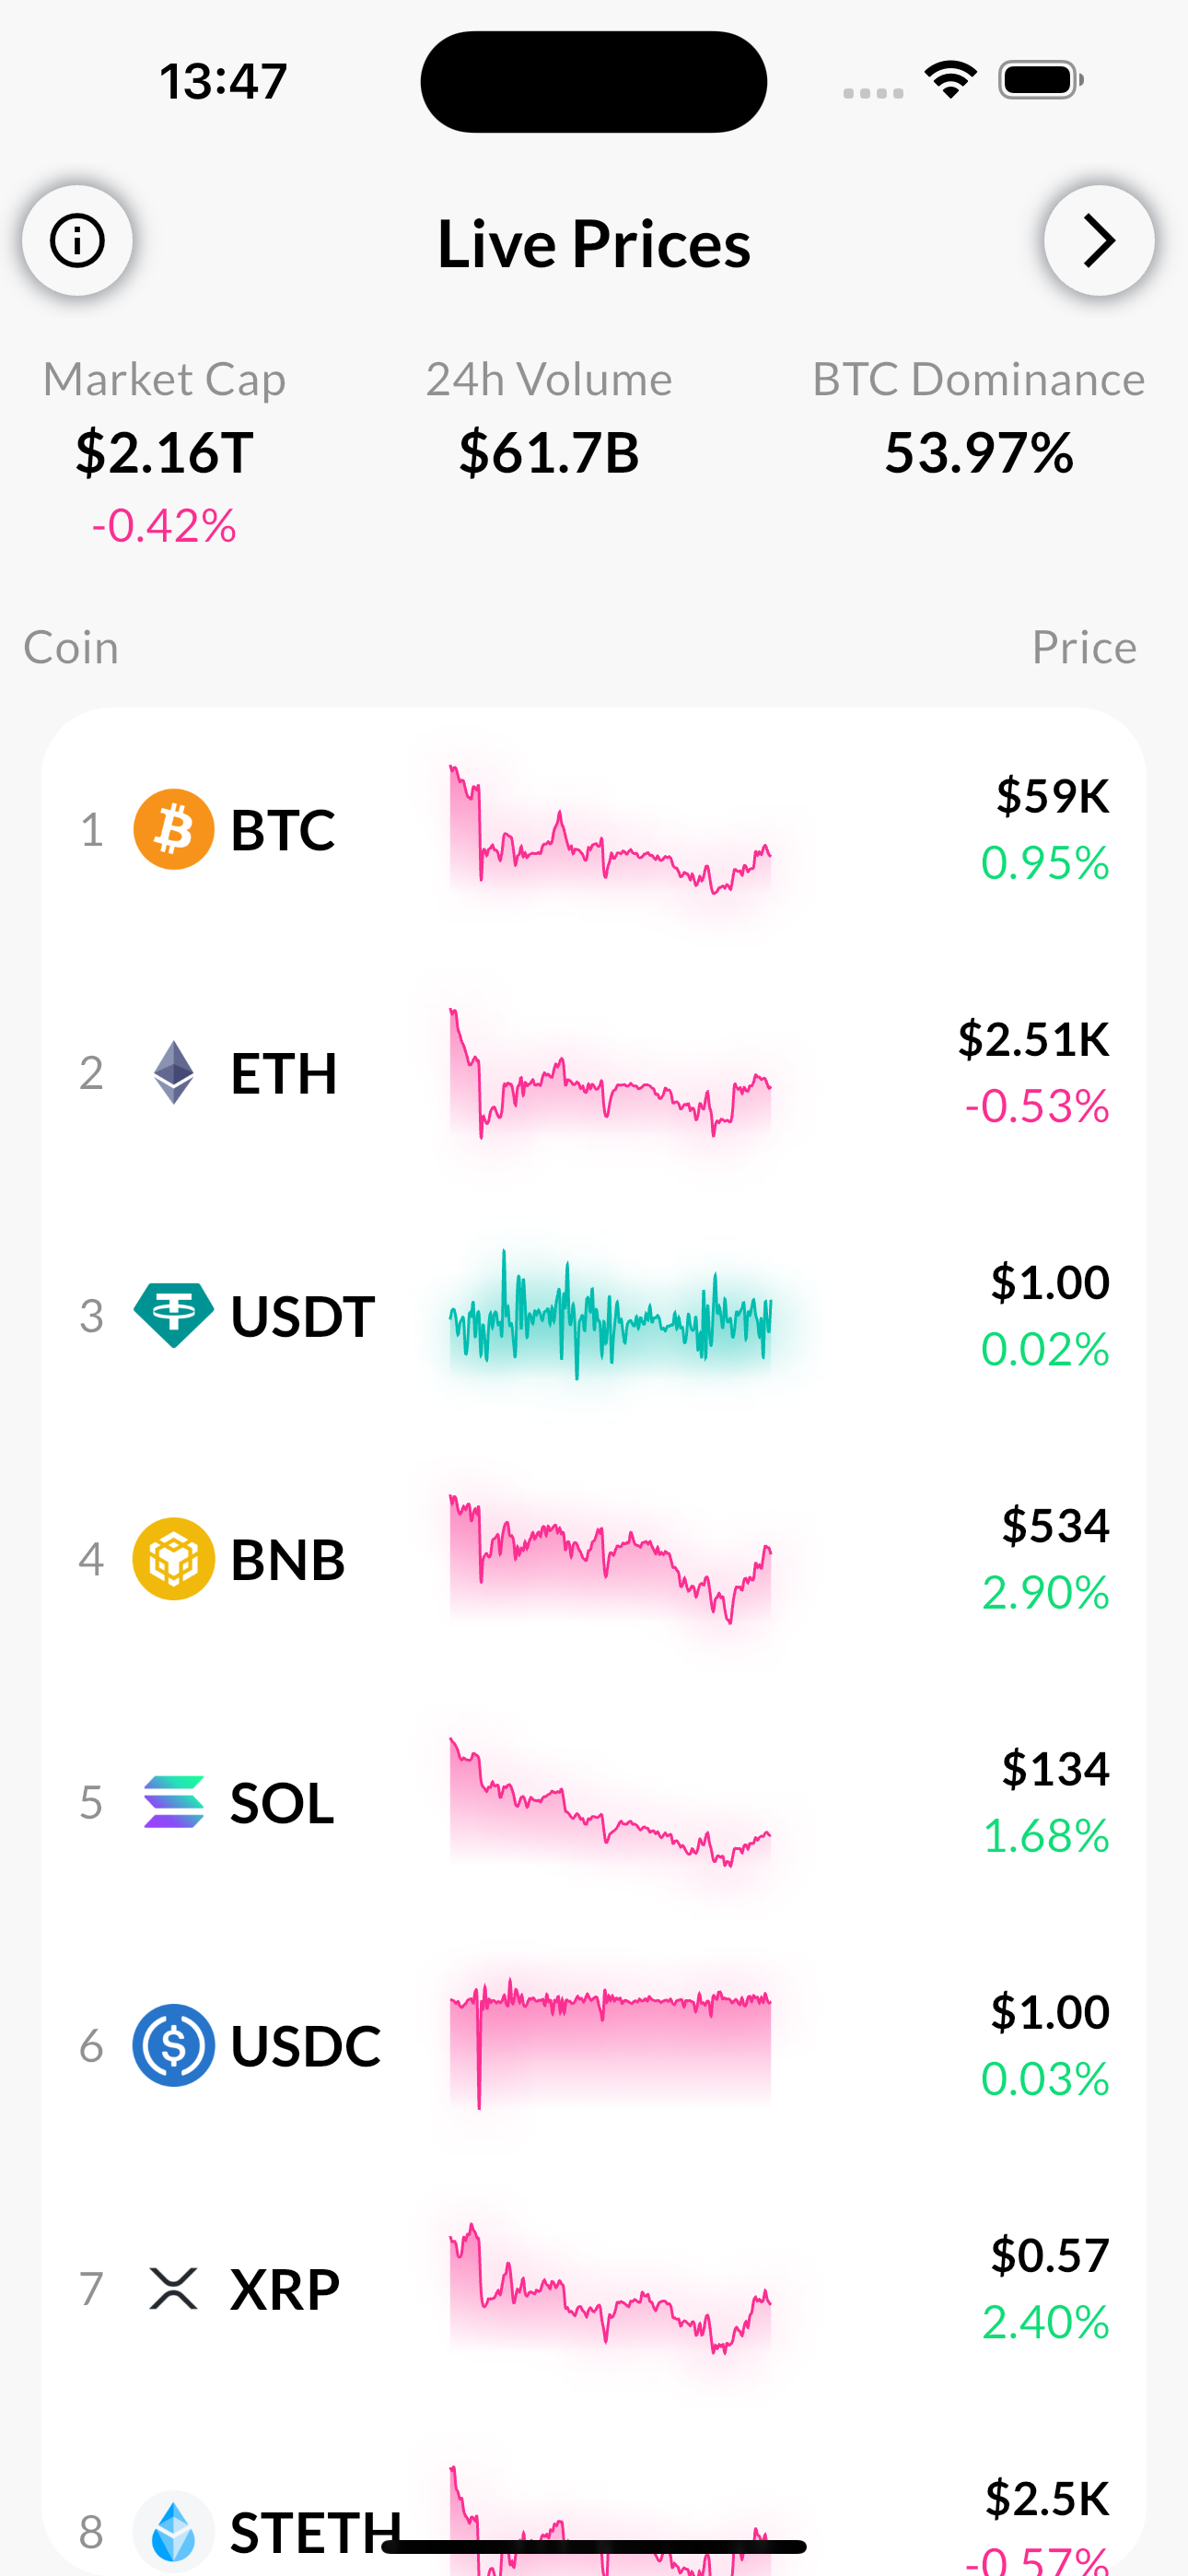 13:47
Live Prices
Market Cap 24h Volume BTC Dominance
$2.16T $61.7B 53.97%
-0.42%
Coin Price
1 BTC $59K
0.95%
2 ETH $2.51K
-0.53%
3 USDT $1.00
0.02%
4 BNB $534
2.90%
5 SOL $134
1.68%
6 USDC $1.00
0.03%
7 XRP $0.57
2.40%
8 STETH $2.5K
-0.57%